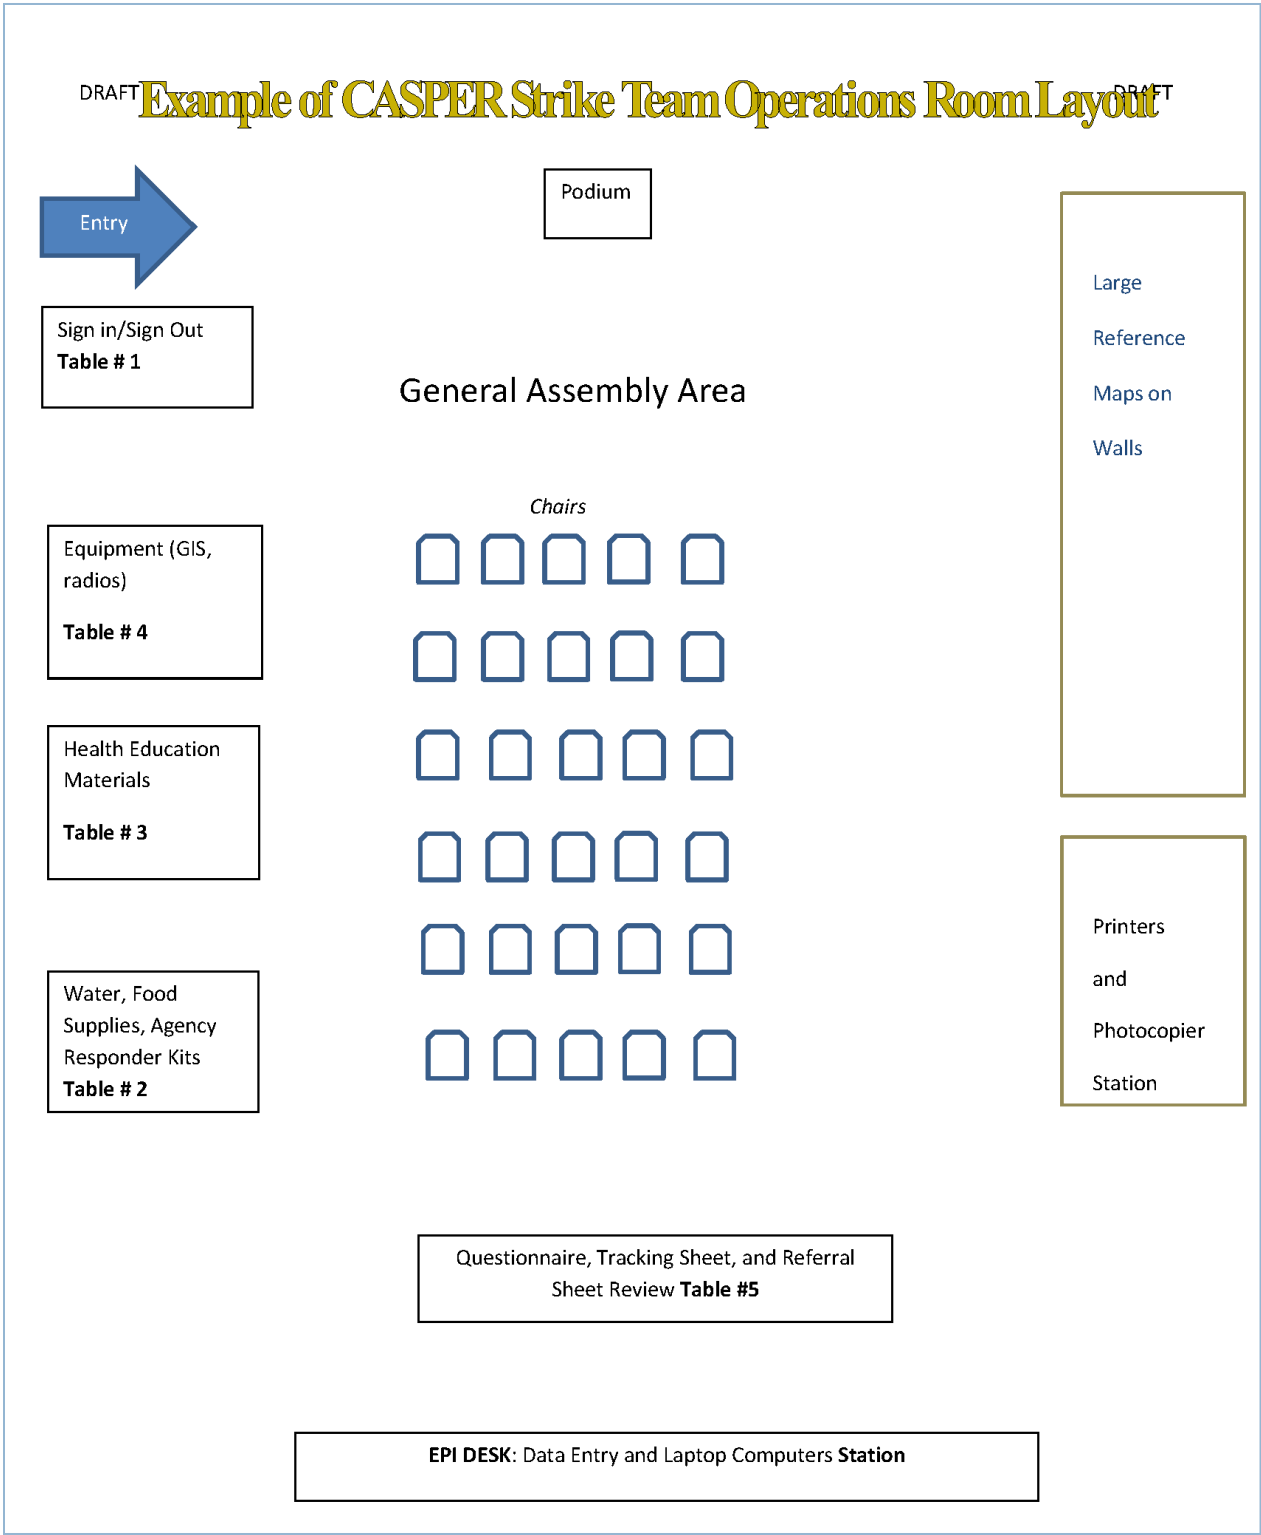 DRAFT Example of CASPER Strike Team Operations Room Layout DRAFT
Entry
Podium
Sign in/Sign Out
Table # 1
General Assembly Area
Large
Reference
Maps on
Walls
Chairs
Equipment (GIS,
radios)
Table # 4
Health Education
Materials
Table # 3
Water, Food
Supplies, Agency
Responder Kits
Table # 2
Printers
and
Photocopier
Station
Questionnaire, Tracking Sheet, and Referral
Sheet Review Table #5
EPI DESK: Data Entry and Laptop Computers Station